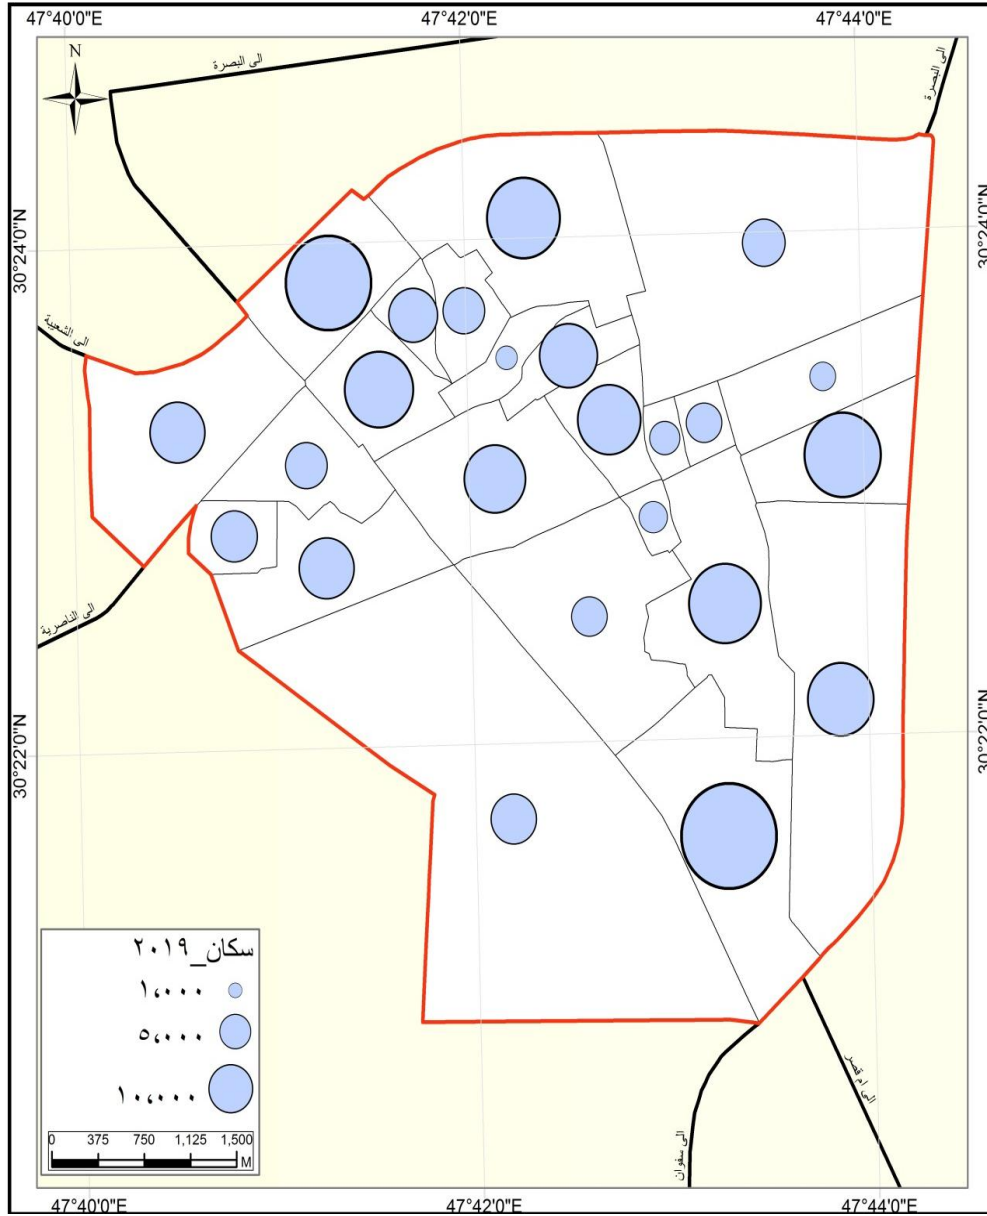 47°40'0"E
47°42'0"E
47°44'0"E
N
الى البصرة
الى البصرة
30°24'0"N
30°24'0"N
الى الشعيبة
الى الناصرية
30°22'0"N
30°22'0"N
سكان_٢٠١٩
١،٠٠٠
٥،٠٠٠
١٠،٠٠٠
0 375 750 1,125 1,500
M
الى سفوان
الى ام قصر
47°40'0"E
47°42'0"E
47°44'0"E